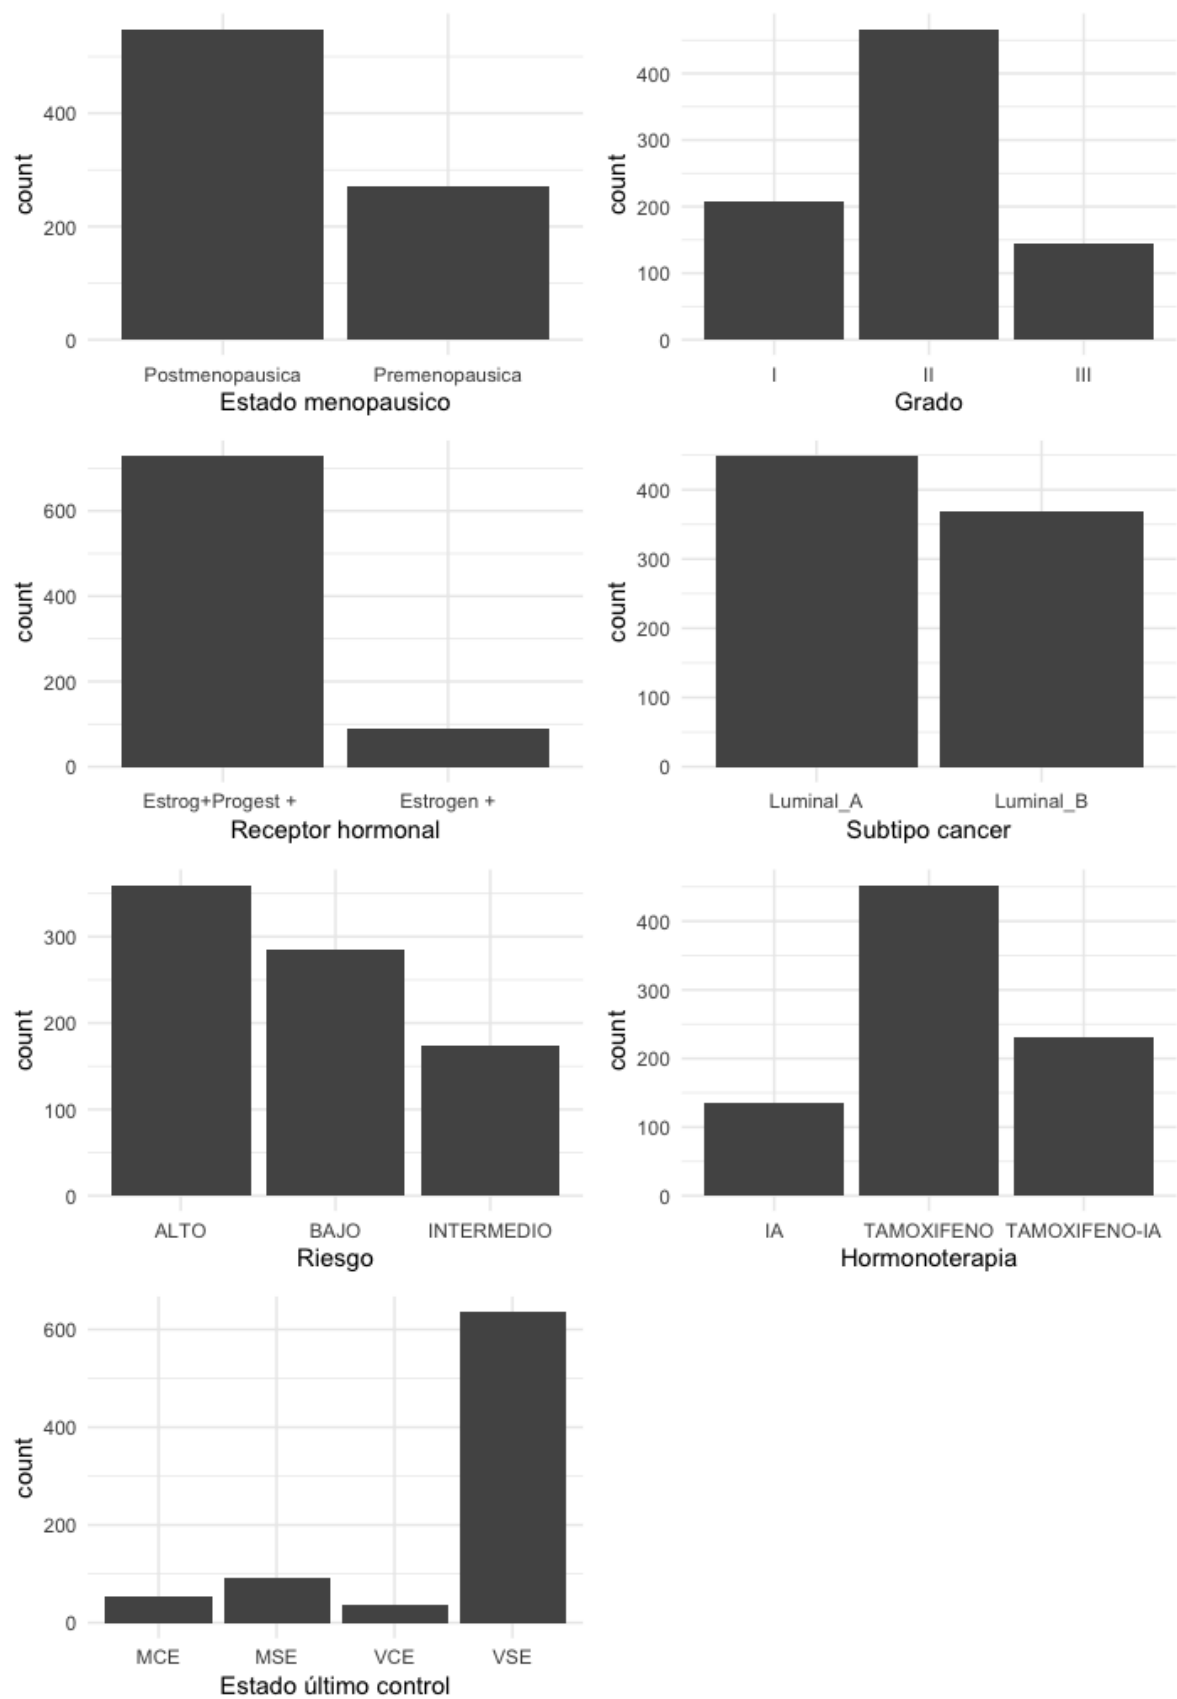 count
400
200
0
Postmenopausica Premenopausica
Estado menopausico
count
400
300
200
100
0
I II III
Grado
count
600
400
200
0
Estrog+Progest + Estrogen +
Receptor hormonal
count
400
300
200
100
0
Luminal_A Luminal_B
Subtipo cancer
count
300
200
100
0
ALTO BAJO INTERMEDIO
Riesgo
count
400
300
200
100
0
IA TAMOXIFENO TAMOXIFENO-IA
Hormonoterapia
count
600
400
200
0
MCE MSE VCE VSE
Estado último control